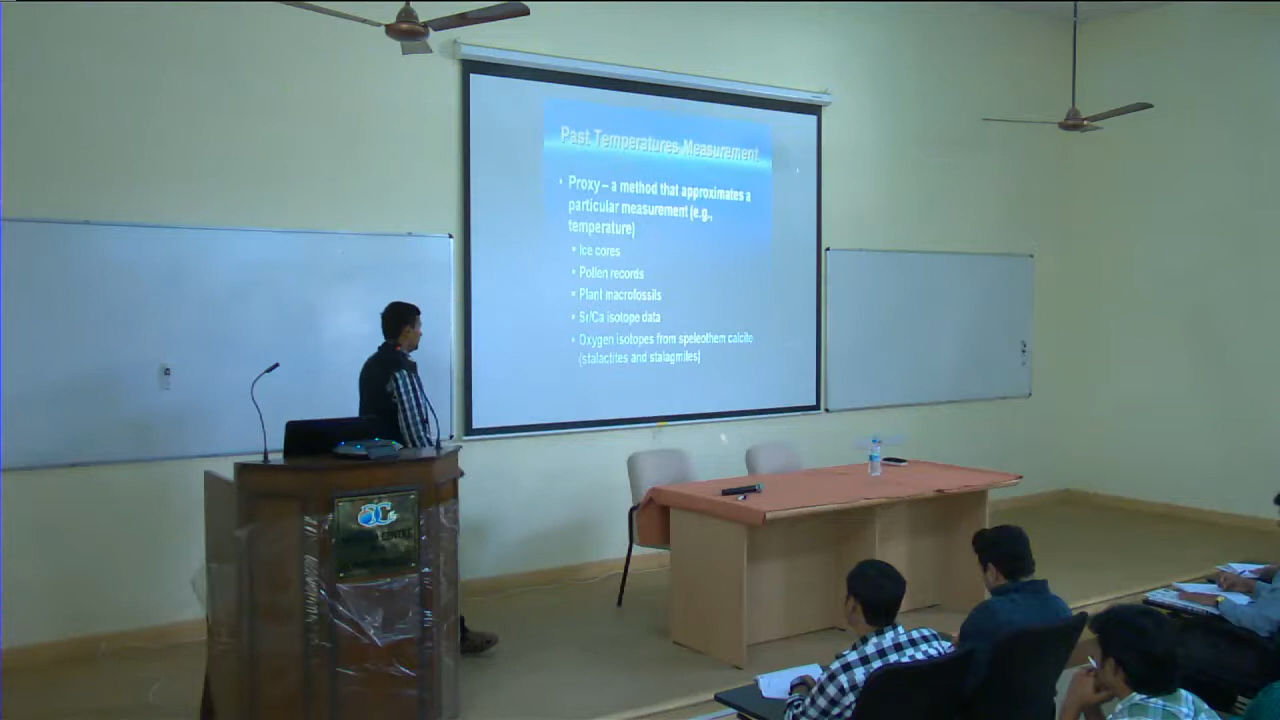 Past Temperatures Measurement
• Proxy – a method that approximates a
particular measurement (e.g.,
temperature)
• Ice cores
• Pollen records
• Plant macrofossils
• Sr/Ca isotope data
• Oxygen isotopes from speleothem calcite
(stalactites and stalagmites)